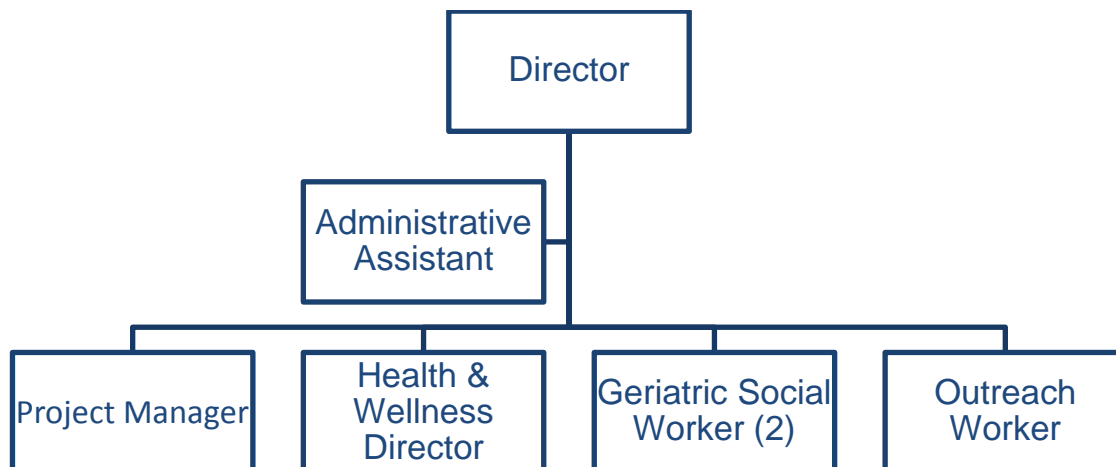 Director
Administrative
Assistant
Project Manager
Health &
Wellness
Director
Geriatric Social
Worker (2)
Outreach
Worker